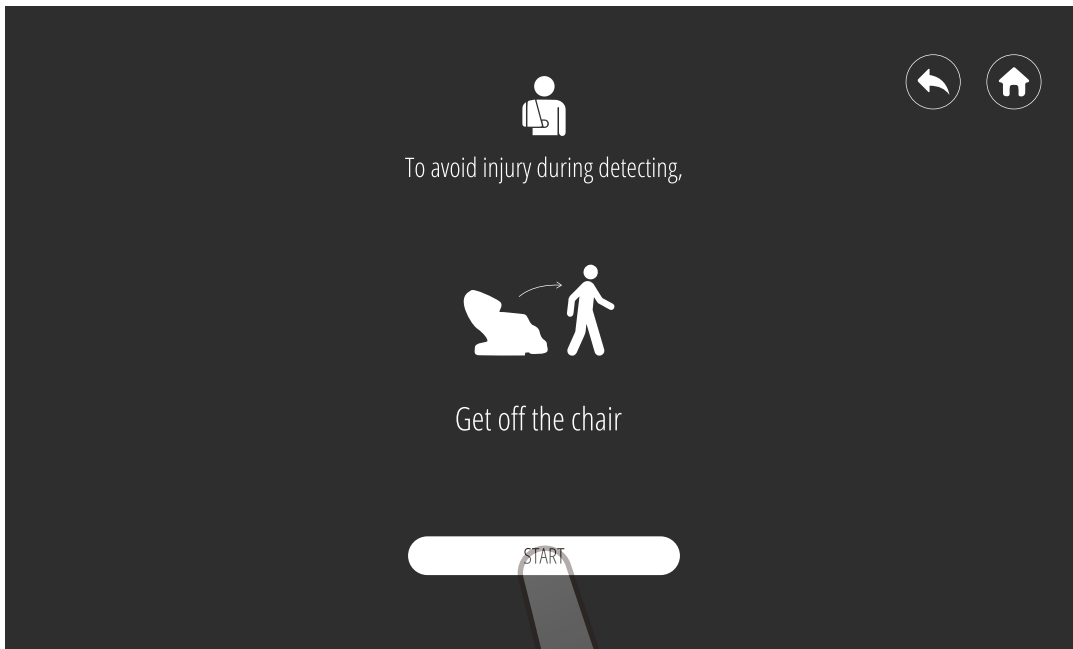 To avoid injury during detecting,
Get off the chair
START